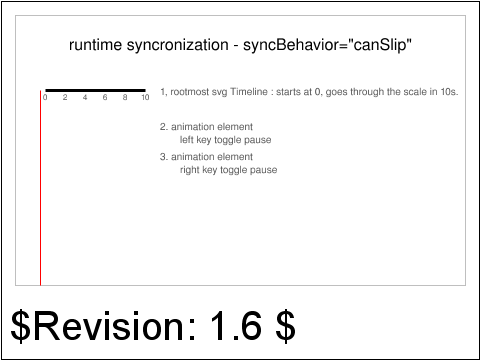 runtime syncronization - syncBehavior="canSlip"
0 2 4 6 8 10
1, rootmost svg Timeline : starts at 0, goes through the scale in 10s.
2. animation element
left key toggle pause
3. animation element
right key toggle pause
$Revision: 1.6 $